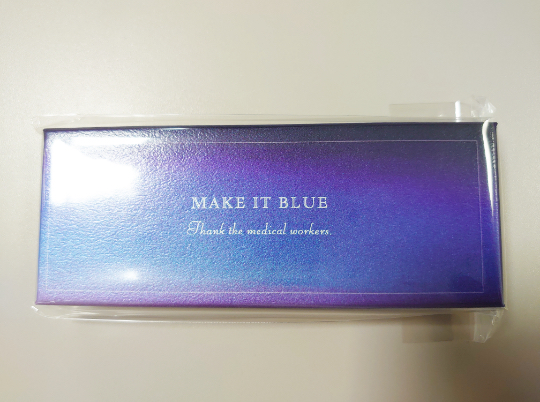 MAKE IT BLUE
Thank the medical workers.